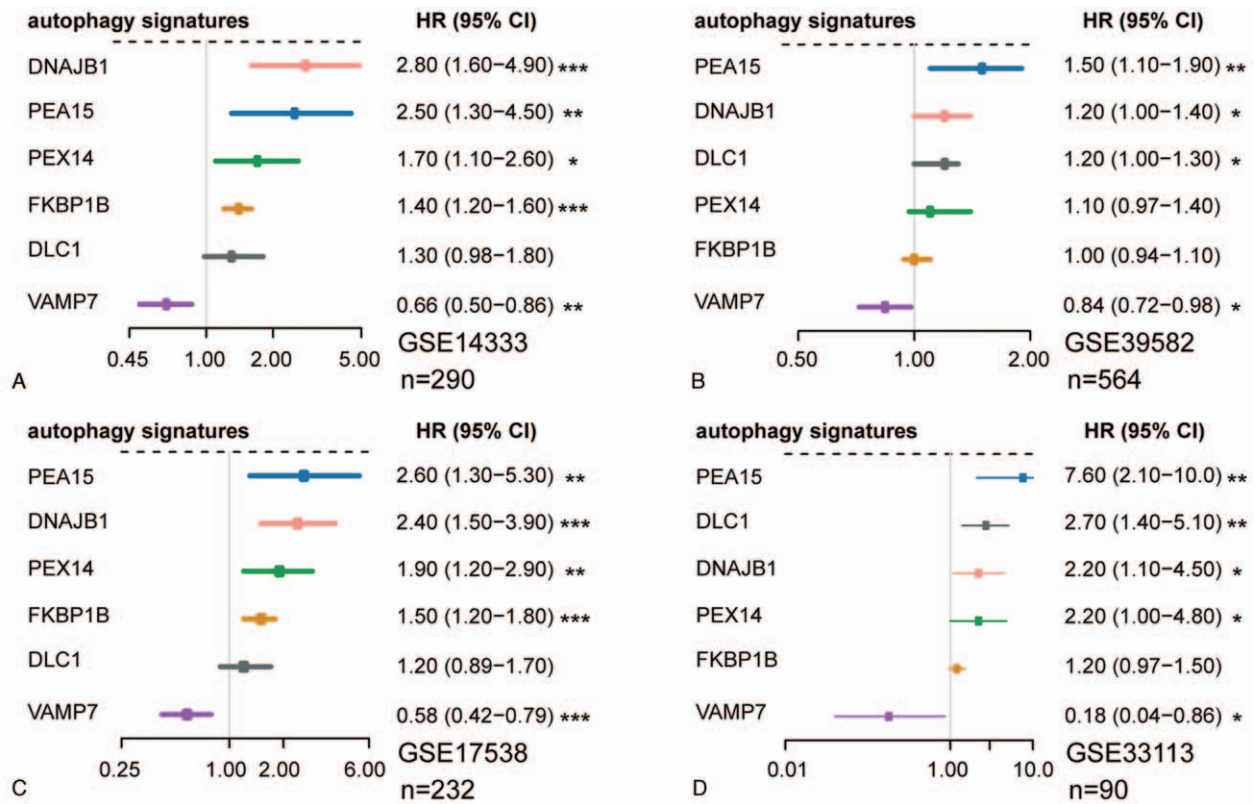 autophagy signatures HR (95% CI)
DNAJB1 2.80 (1.60−4.90) ***
PEA15 2.50 (1.30−4.50) **
PEX14 1.70 (1.10−2.60) *
FKBP1B 1.40 (1.20−1.60) ***
DLC1 1.30 (0.98−1.80)
VAMP7 0.66 (0.50−0.86) **
0.45 1.00 2.00 5.00
GSE14333
n=290
A
autophagy signatures HR (95% CI)
PEA15 1.50 (1.10−1.90) **
DNAJB1 1.20 (1.00−1.40) *
DLC1 1.20 (1.00−1.30) *
PEX14 1.10 (0.97−1.40)
FKBP1B 1.00 (0.94−1.10)
VAMP7 0.84 (0.72−0.98) *
0.50 1.00 2.00
GSE39582
n=564
B
autophagy signatures HR (95% CI)
PEA15 2.60 (1.30−5.30) **
DNAJB1 2.40 (1.50−3.90) ***
PEX14 1.90 (1.20−2.90) **
FKBP1B 1.50 (1.20−1.80) ***
DLC1 1.20 (0.89−1.70)
VAMP7 0.58 (0.42−0.79) ***
0.25 1.00 2.00 6.00
GSE17538
n=232
C
autophagy signatures HR (95% CI)
PEA15 7.60 (2.10−10.0) **
DLC1 2.70 (1.40−5.10) **
DNAJB1 2.20 (1.10−4.50) *
PEX14 2.20 (1.00−4.80) *
FKBP1B 1.20 (0.97−1.50)
VAMP7 0.18 (0.04−0.86) *
0.01 1.00 10.0
GSE33113
n=90
D